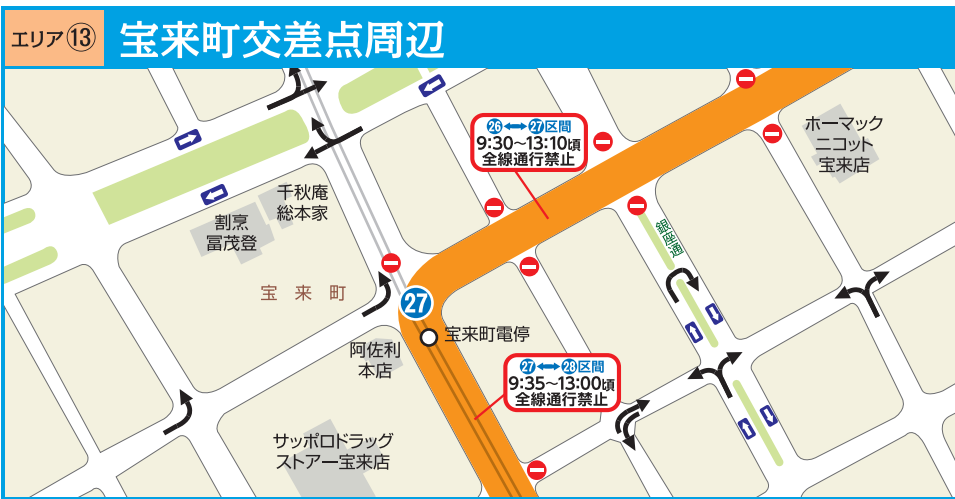 エリア⑬
宝来町交差点周辺
㉖↔㉗区間
9:30〜13:10頃
全線通行禁止
ホーマック
ニコット
宝来店
千秋庵
総本家
割烹
冨茂登
銀座通
宝来町
27
宝来町電停
阿佐利
本店
㉗↔㉘区間
9:35〜13:00頃
全線通行禁止
サッポロドラッグ
ストアー宝来店